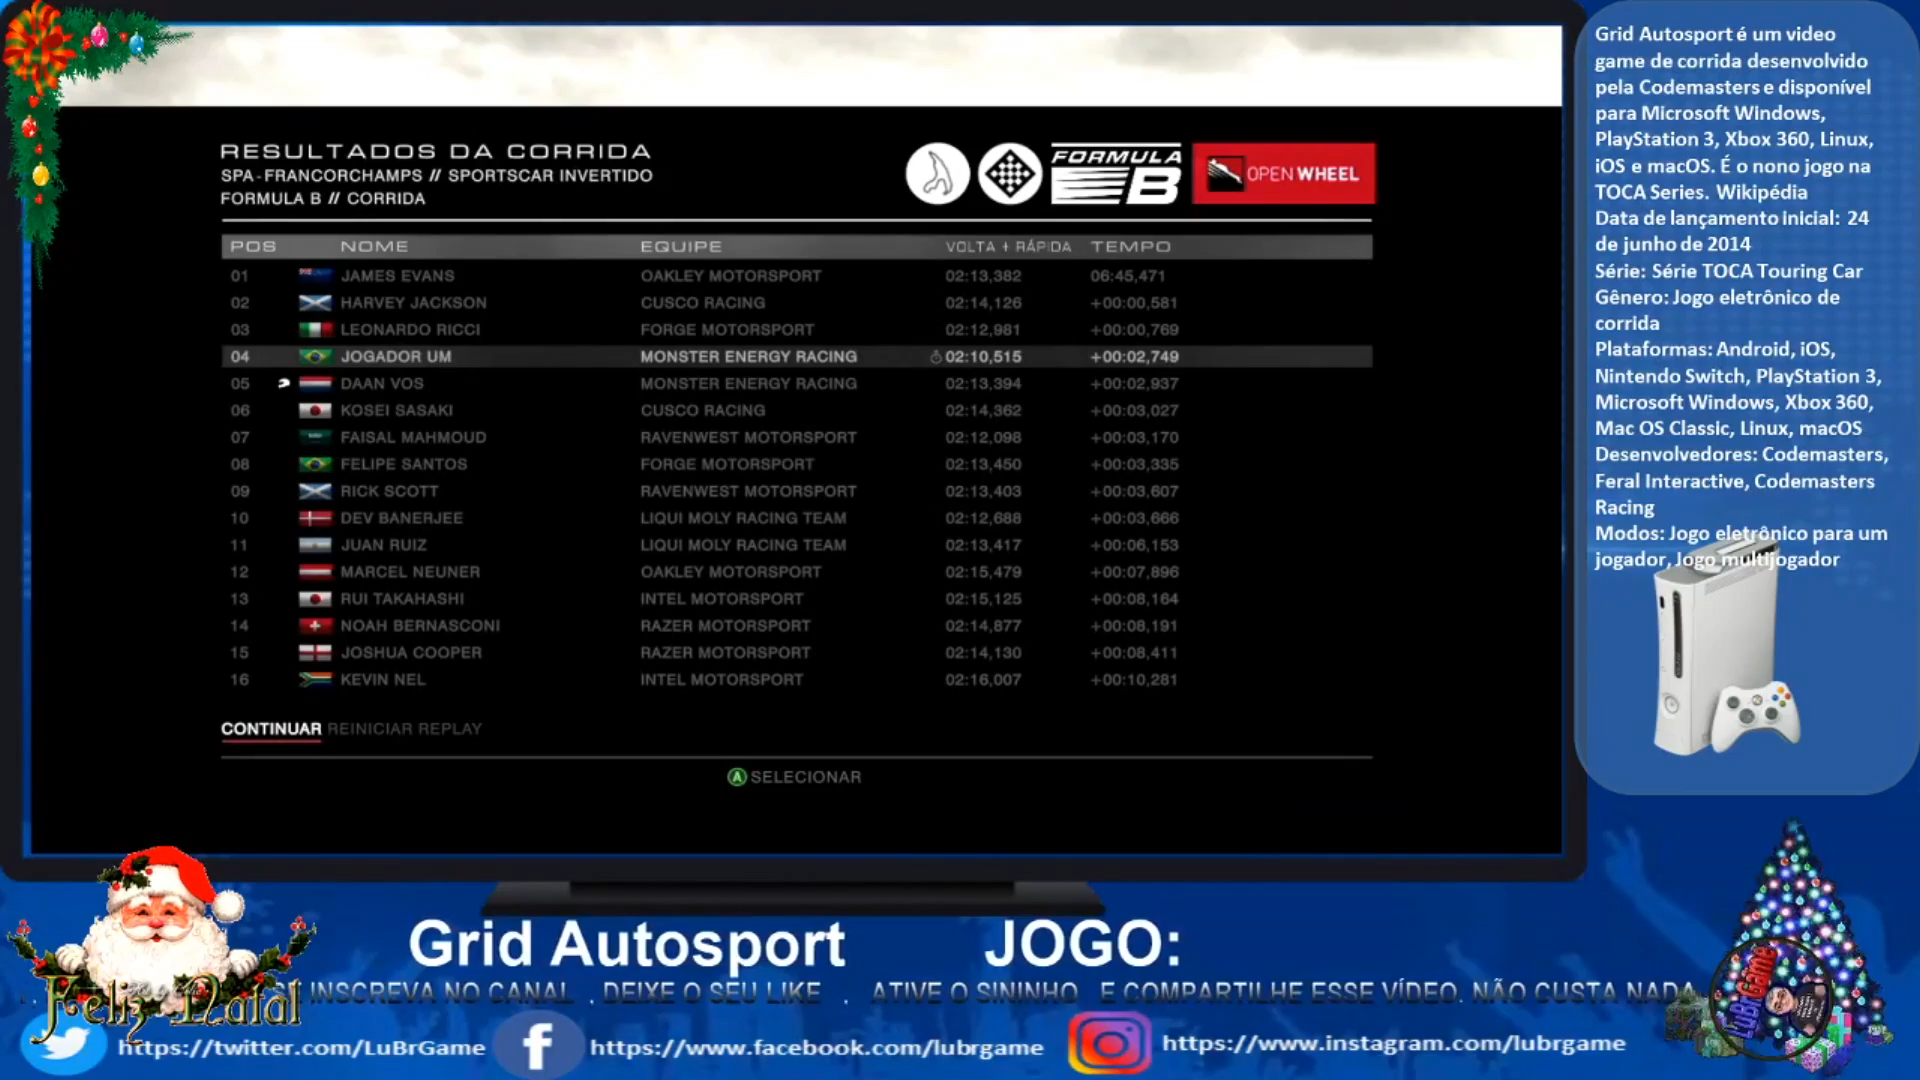 RESULTADOS DA CORRIDA
SPA-FRANCORCHAMPS // SPORTSCAR INVERTIDO
FORMULA B // CORRIDA
FORMULA B
OPEN WHEEL
POS NOME EQUIPE VOLTA + RÁPIDA TEMPO
01 JAMES EVANS OAKLEY MOTORSPORT 02:13,382 06:45,471
02 HARVEY JACKSON CUSCO RACING 02:14,126 +00:00,581
03 LEONARDO RICCI FORGE MOTORSPORT 02:12,981 +00:00,769
04 JOGADOR UM MONSTER ENERGY RACING 02:10,515 +00:02,749
05 DAAN VOS MONSTER ENERGY RACING 02:13,394 +00:02,937
06 KOSEI SASAKI CUSCO RACING 02:14,362 +00:03,027
07 FAISAL MAHMOUD RAVENWEST MOTORSPORT 02:12,098 +00:03,170
08 FELIPE SANTOS FORGE MOTORSPORT 02:13,450 +00:03,335
09 RICK SCOTT RAVENWEST MOTORSPORT 02:13,403 +00:03,607
10 DEV BANERJEE LIQUI MOLY RACING TEAM 02:12,688 +00:03,666
11 JUAN RUIZ LIQUI MOLY RACING TEAM 02:13,417 +00:06,153
12 MARCEL NEUNER OAKLEY MOTORSPORT 02:15,479 +00:07,896
13 RUI TAKAHASHI INTEL MOTORSPORT 02:15,125 +00:08,164
14 NOAH BERNASCONI RAZER MOTORSPORT 02:14,877 +00:08,191
15 JOSHUA COOPER RAZER MOTORSPORT 02:14,130 +00:08,411
16 KEVIN NEL INTEL MOTORSPORT 02:16,007 +00:10,281
CONTINUAR REINICIAR REPLAY
A SELECIONAR
Grid Autosport é um video
game de corrida desenvolvido
pela Codemasters e disponível
para Microsoft Windows,
PlayStation 3, Xbox 360, Linux,
iOS e macOS. É o nono jogo na
TOCA Series. Wikipédia
Data de lançamento inicial: 24
de junho de 2014
Série: Série TOCA Touring Car
Gênero: Jogo eletrônico de
corrida
Plataformas: Android, iOS,
Nintendo Switch, PlayStation 3,
Microsoft Windows, Xbox 360,
Mac OS Classic, Linux, macOS
Desenvolvedores: Codemasters,
Feral Interactive, Codemasters
Racing
Modos: Jogo eletrônico para um
jogador, Jogo multijogador
Grid Autosport JOGO:
INSCREVA NO CANAL , DEIXE O SEU LIKE , ATIVE O SININHO E COMPARTILHE ESSE VÍDEO. NÃO CUSTA NADA
Feliz Natal
https://twitter.com/LuBrGame https://www.facebook.com/lubrgame https://www.instagram.com/lubrgame
LuBrGame